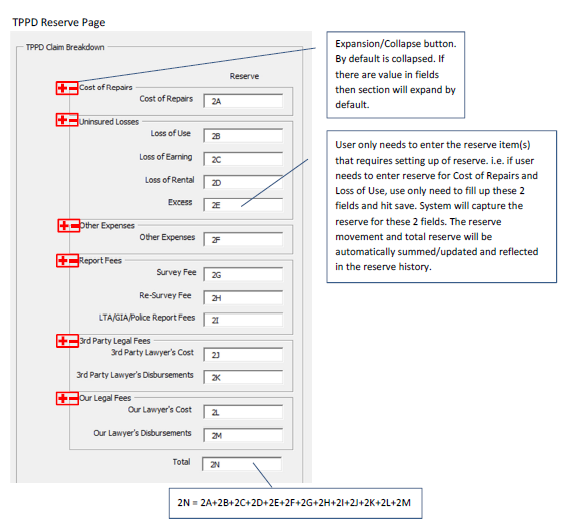 TPPD Reserve Page
TPPD Claim Breakdown
Reserve
Cost of Repairs
Cost of Repairs 2A
Uninsured Losses
Loss of Use 2B
Loss of Earning 2C
Loss of Rental 2D
Excess 2E
Other Expenses
Other Expenses 2F
Report Fees
Survey Fee 2G
Re-Survey Fee 2H
LTA/GIA/Police Report Fees 2I
3rd Party Legal Fees
3rd Party Lawyer's Cost 2J
3rd Party Lawyer's Disbursements 2K
Our Legal Fees
Our Lawyer's Cost 2L
Our Lawyer's Disbursements 2M
Total 2N
Expansion/Collapse button.
By default is collapsed. If
there are value in fields
then section will expand by
default.
User only needs to enter the reserve item(s)
that requires setting up of reserve. i.e. if user
needs to enter reserve for Cost of Repairs and
Loss of Use, use only need to fill up these 2
fields and hit save. System will capture the
reserve for these 2 fields. The reserve
movement and total reserve will be
automatically summed/updated and reflected
in the reserve history.
2N = 2A+2B+2C+2D+2E+2F+2G+2H+2I+2J+2K+2L+2M